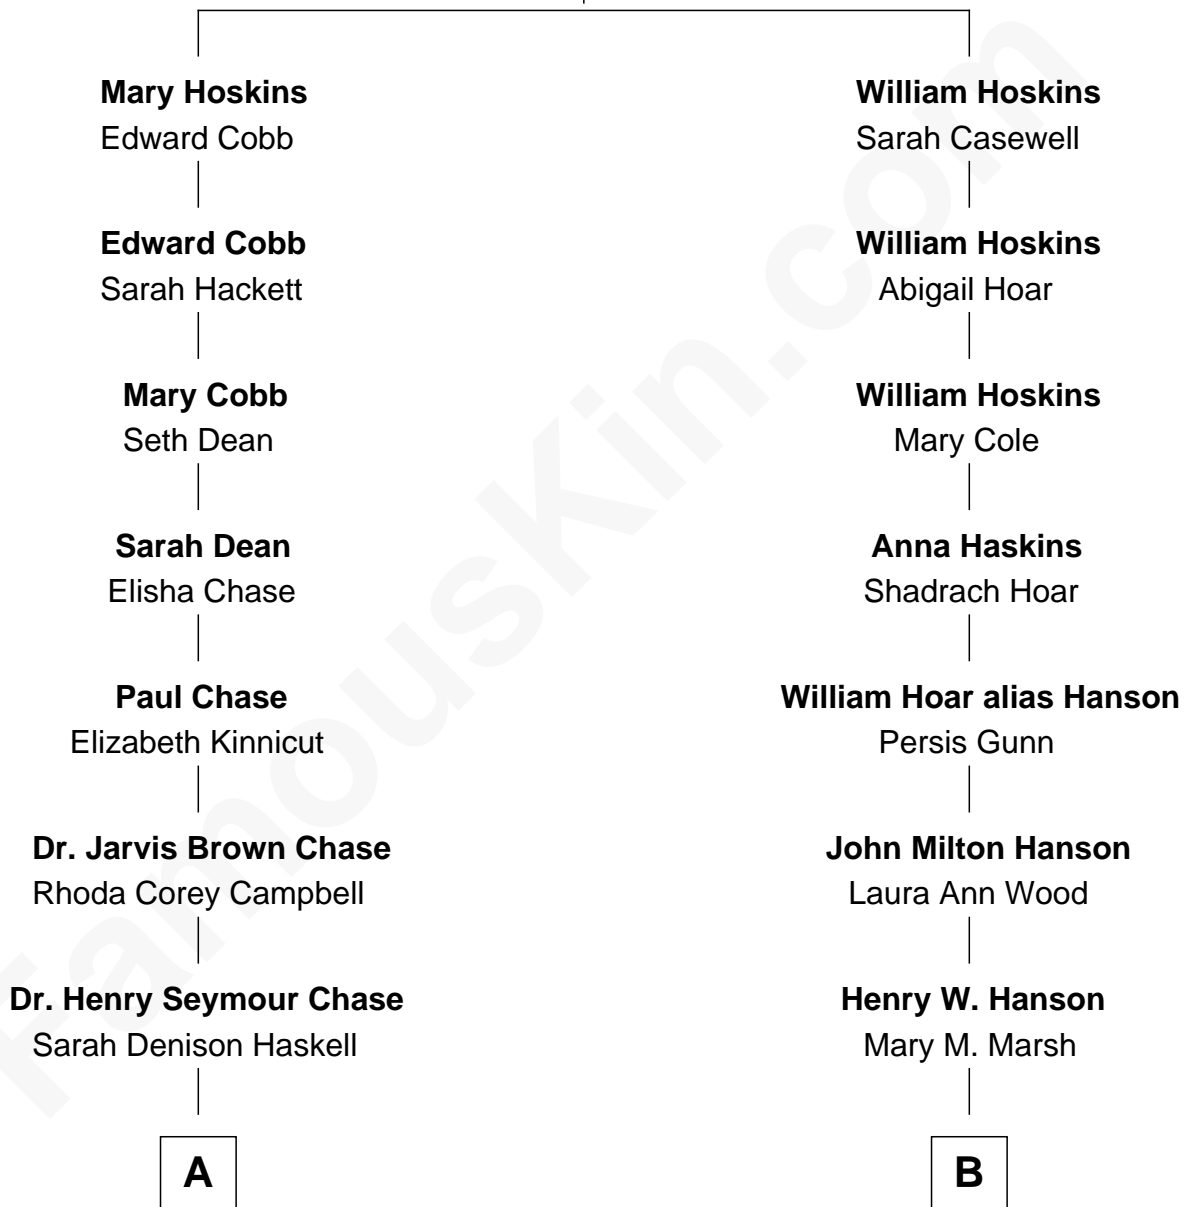 Mary Hoskins
Edward Cobb
William Hoskins
Sarah Casewell
Edward Cobb
Sarah Hackett
William Hoskins
Abigail Hoar
Mary Cobb
Seth Dean
William Hoskins
Mary Cole
Sarah Dean
Elisha Chase
Anna Haskins
Shadrach Hoar
Paul Chase
Elizabeth Kinnicut
William Hoar alias Hanson
Persis Gunn
Dr. Jarvis Brown Chase
Rhoda Corey Campbell
John Milton Hanson
Laura Ann Wood
Dr. Henry Seymour Chase
Sarah Denison Haskell
Henry W. Hanson
Mary M. Marsh
A
B
FamousKin.com